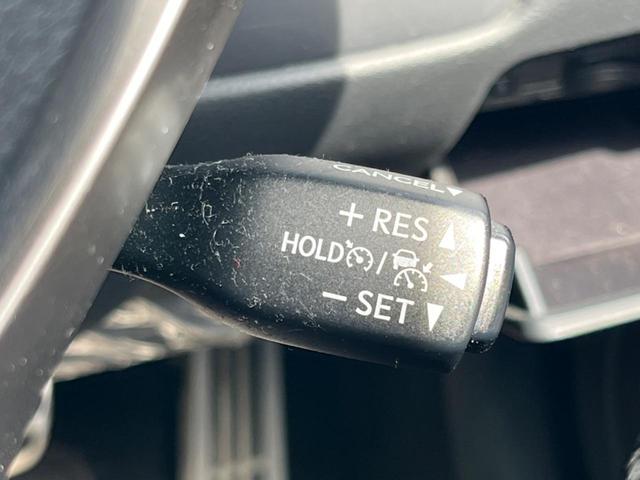 CANCEL
+ RES
HOLD /
− SET